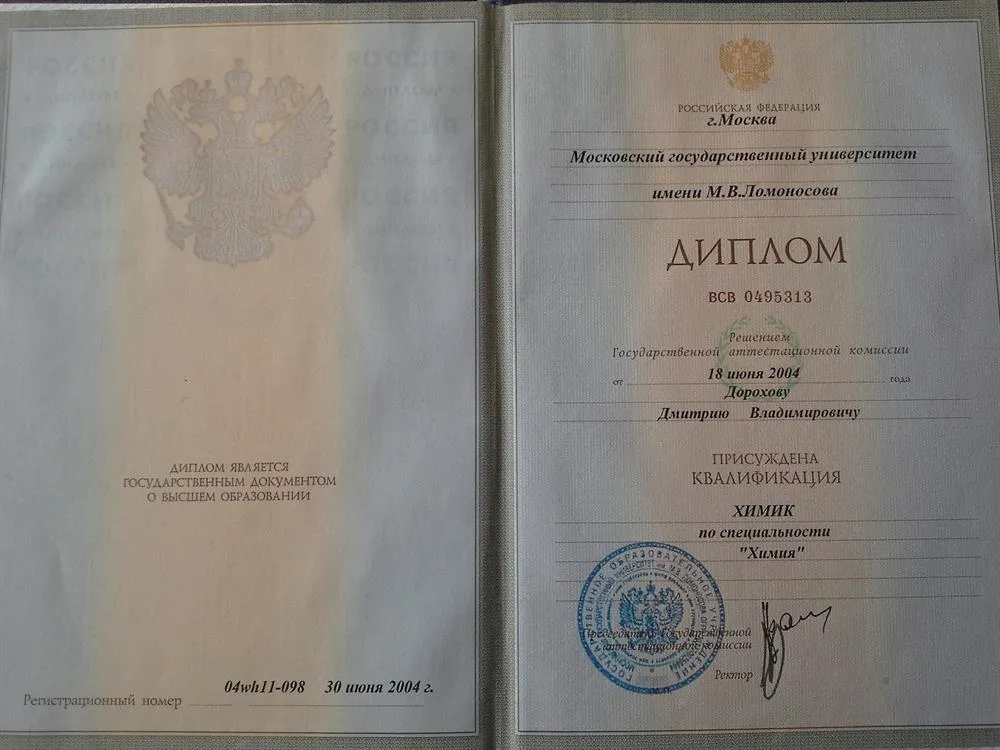 ДИПЛОМ ЯВЛЯЕТСЯ
ГОСУДАРСТВЕННЫМ ДОКУМЕНТОМ
О ВЫСШЕМ ОБРАЗОВАНИИ
04wh11-098 30 июня 2004 г.
Регистрационный номер
РОССИЙСКАЯ ФЕДЕРАЦИЯ
г.Москва
Московский государственный университет
имени М.В.Ломоносова
ДИПЛОМ
ВСВ 0495313
Решением
Государственной аттестационной комиссии
от 18 июня 2004 года
Дорохову
Дмитрию Владимировичу
ПРИСУЖДЕНА
КВАЛИФИКАЦИЯ
ХИМИК
по специальности
"Химия"
Председатель Государственной
аттестационной комиссии
Ректор